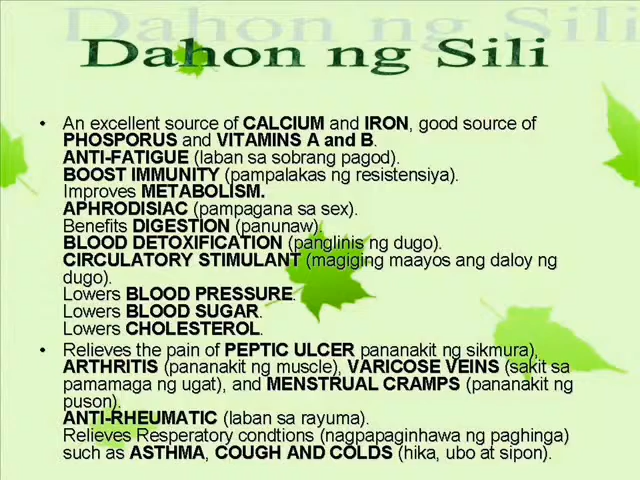 Dahon ng Sili
• An excellent source of CALCIUM and IRON, good source of
PHOSPORUS and VITAMINS A and B.
ANTI-FATIGUE (laban sa sobrang pagod).
BOOST IMMUNITY (pampalakas ng resistensiya).
Improves METABOLISM.
APHRODISIAC (pampagana sa sex).
Benefits DIGESTION (panunaw).
BLOOD DETOXIFICATION (panglinis ng dugo).
CIRCULATORY STIMULANT (magiging maayos ang daloy ng
dugo).
Lowers BLOOD PRESSURE.
Lowers BLOOD SUGAR.
Lowers CHOLESTEROL.
• Relieves the pain of PEPTIC ULCER pananakit ng sikmura),
ARTHRITIS (pananakit ng muscle), VARICOSE VEINS (sakit sa
pamamaga ng ugat), and MENSTRUAL CRAMPS (pananakit ng
puson).
ANTI-RHEUMATIC (laban sa rayuma).
Relieves Resperatory condtions (nagpapaginhawa ng paghinga)
such as ASTHMA, COUGH AND COLDS (hika, ubo at sipon).